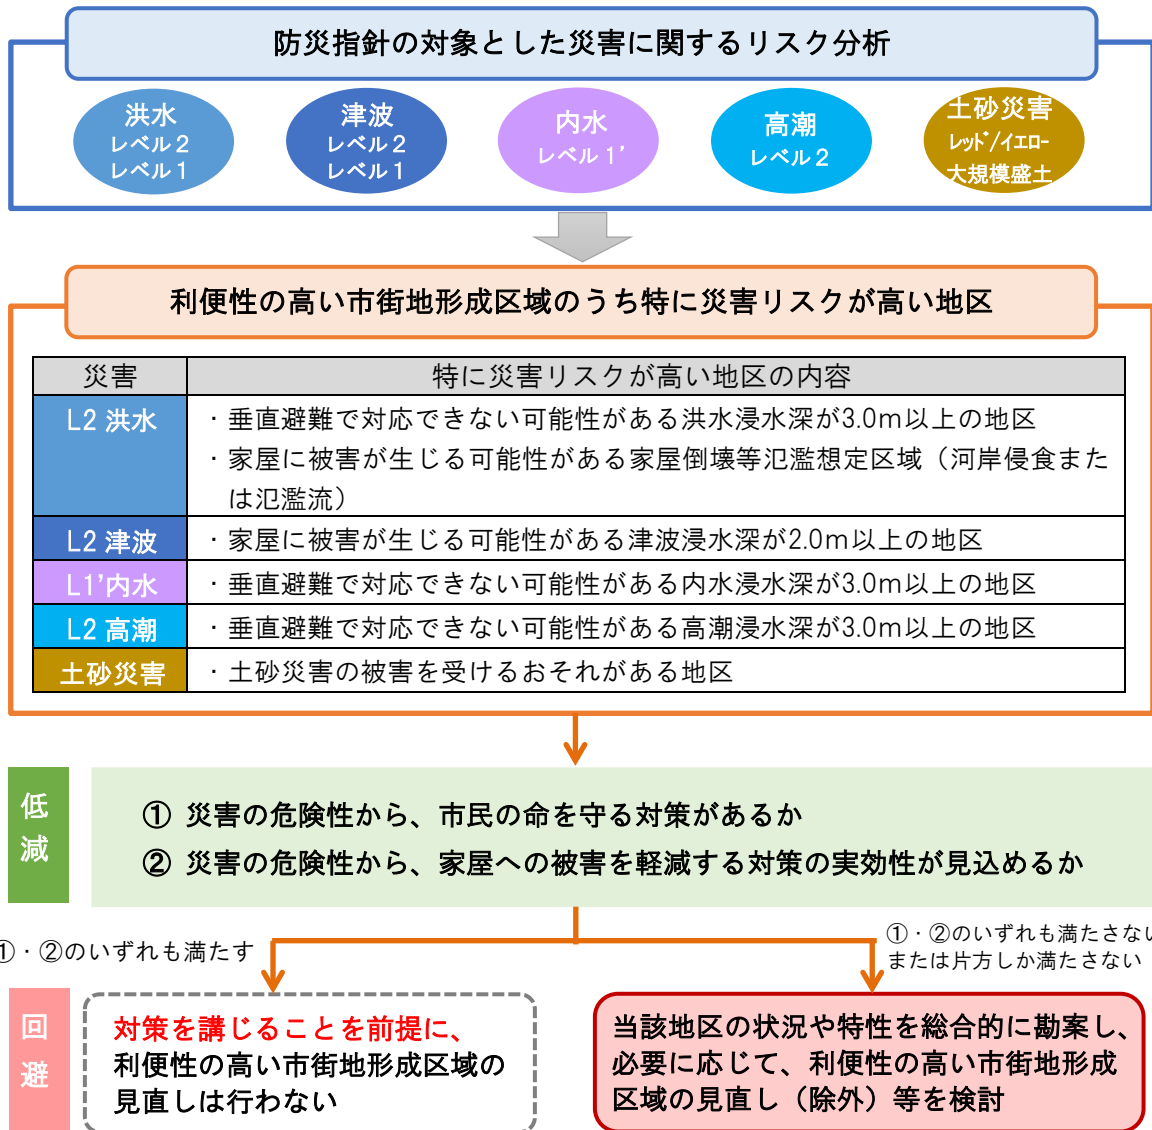 防災指針の対象とした災害に関するリスク分析
洪水
レベル2
レベル1
津波
レベル2
レベル1
内水
レベル1’
高潮
レベル2
土砂災害
レッド/イエロー
大規模盛土
利便性の高い市街地形成区域のうち特に災害リスクが高い地区
災害
特に災害リスクが高い地区の内容
L2 洪水
・垂直避難で対応できない可能性がある洪水浸水深が3.0m以上の地区
・家屋に被害が生じる可能性がある家屋倒壊等氾濫想定区域（河岸侵食また
は氾濫流）
L2 津波
・家屋に被害が生じる可能性がある津波浸水深が2.0m以上の地区
L1’内水
・垂直避難で対応できない可能性がある内水浸水深が3.0m以上の地区
L2 高潮
・垂直避難で対応できない可能性がある高潮浸水深が3.0m以上の地区
土砂災害
・土砂災害の被害を受けるおそれがある地区
低減
① 災害の危険性から、市民の命を守る対策があるか
② 災害の危険性から、家屋への被害を軽減する対策の実効性が見込めるか
①・②のいずれも満たす
①・②のいずれも満たさない
または片方しか満たさない
回避
対策を講じることを前提に、
利便性の高い市街地形成区域の
見直しは行わない
当該地区の状況や特性を総合的に勘案し、
必要に応じて、利便性の高い市街地形成
区域の見直し（除外）等を検討